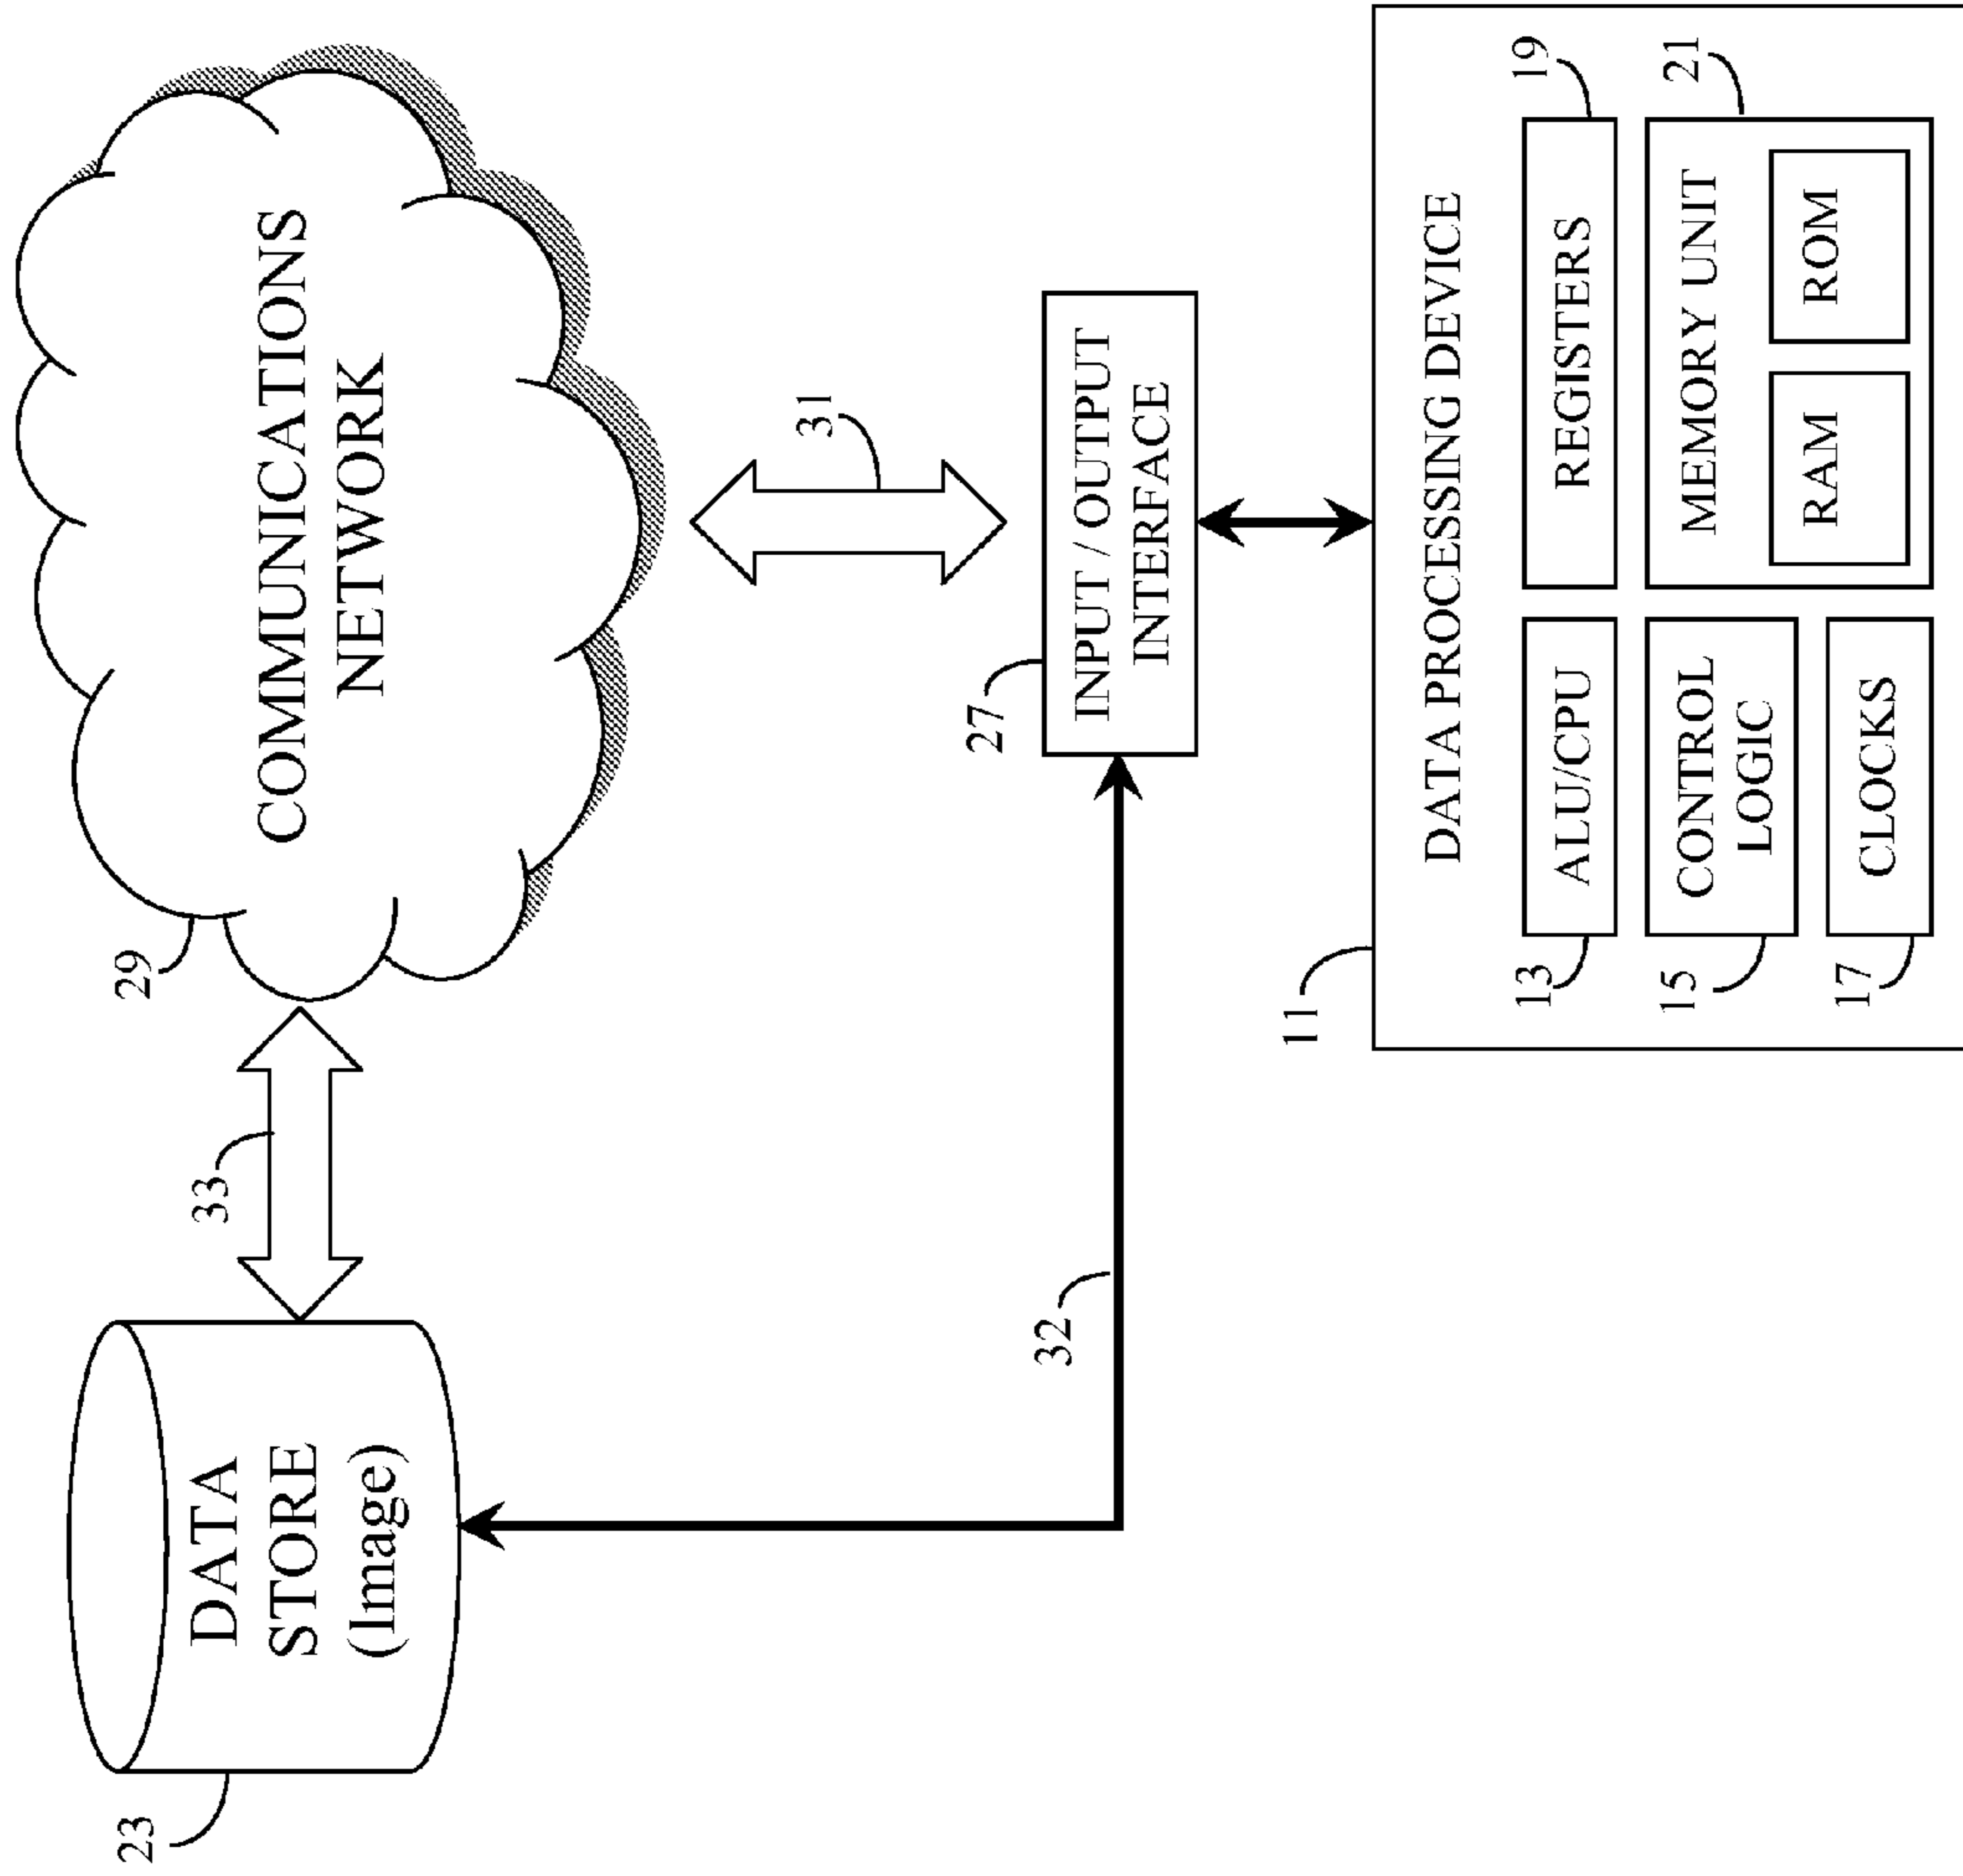 23
DATA
STORE
(Image)
33
29
COMMUNICATIONS
NETWORK
32
31
27
INPUT / OUTPUT
INTERFACE
11
DATA PROCESSING DEVICE
13
ALU/CPU
REGISTERS
19
15
CONTROL
LOGIC
MEMORY UNIT
21
RAM
ROM
17
CLOCKS